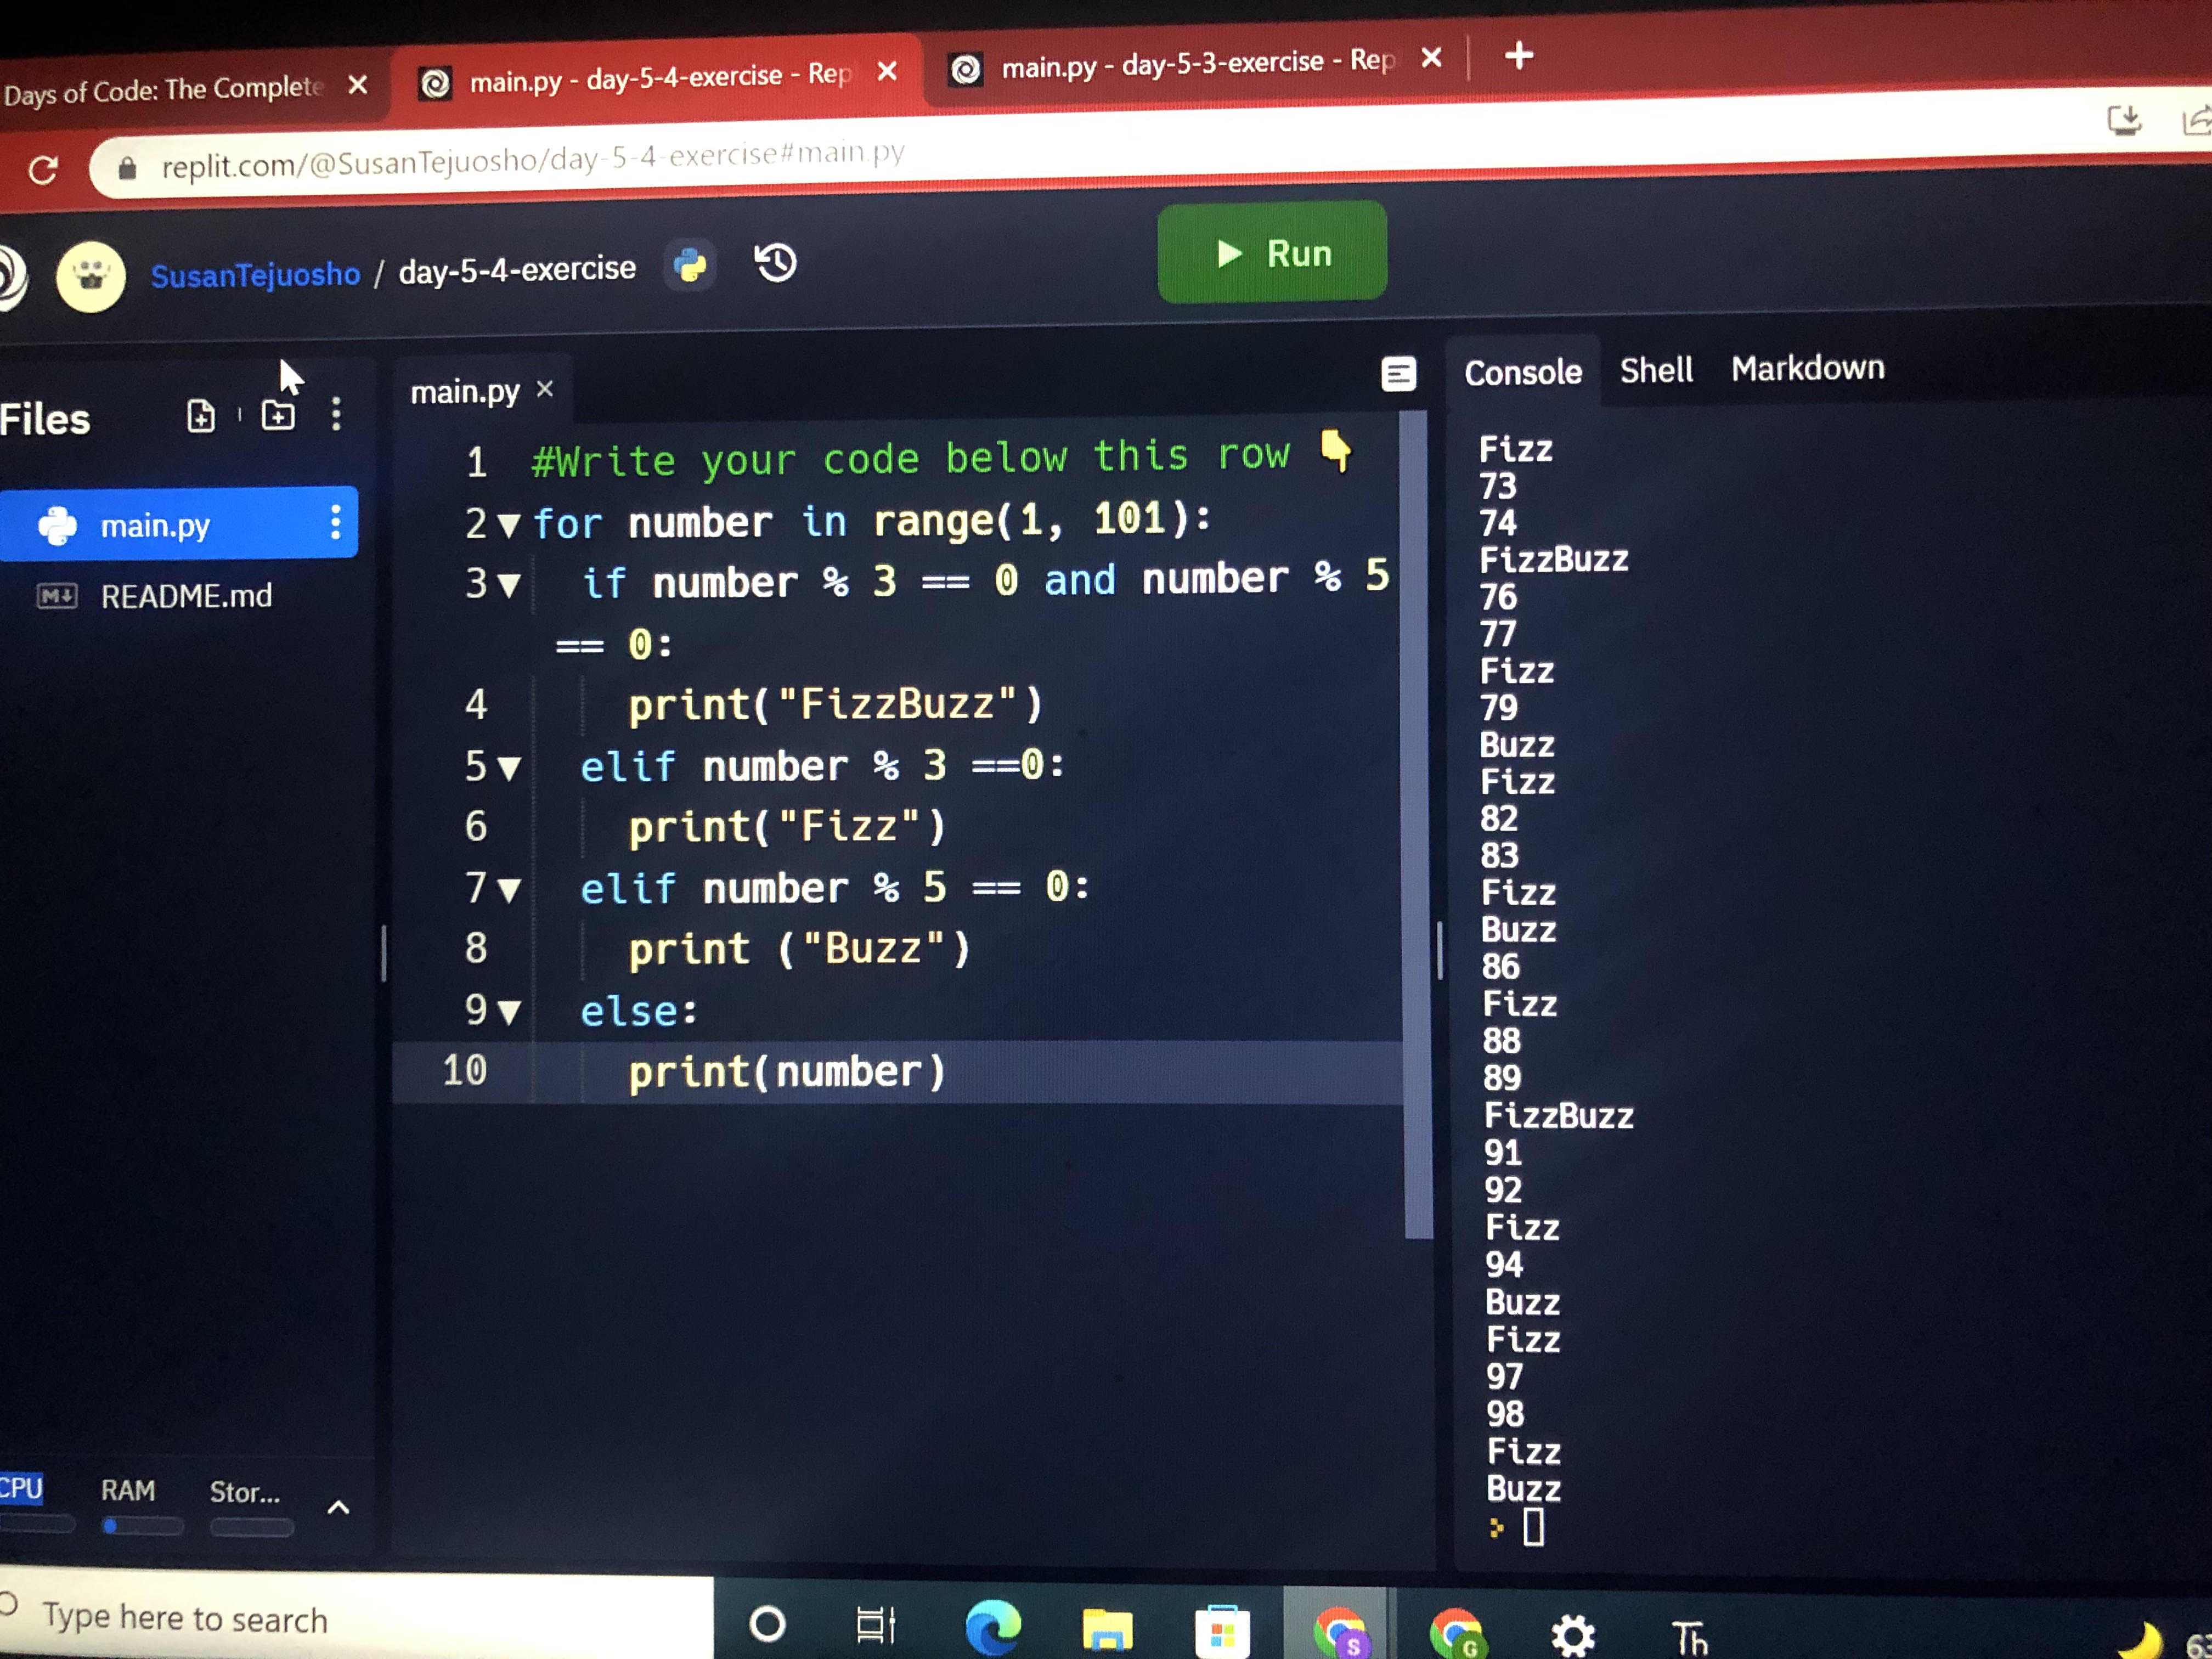 Days of Code: The Complete
main.py - day-5-4-exercise - Rep
main.py - day-5-3-exercise - Rep
replit.com/@SusanTejuosho/day-5-4-exercise#main.py
SusanTejuosho / day-5-4-exercise
Run
Files
main.py
README.md
CPU RAM Stor...
main.py
1 #Write your code below this row 👇
2 for number in range(1, 101):
3 if number % 3 == 0 and number % 5
== 0:
4 print("FizzBuzz")
5 elif number % 3 ==0:
6 print("Fizz")
7 elif number % 5 == 0:
8 print ("Buzz")
9 else:
10 print(number)
Console Shell Markdown
Fizz
73
74
FizzBuzz
76
77
Fizz
79
Buzz
Fizz
82
83
Fizz
Buzz
86
Fizz
88
89
FizzBuzz
91
92
Fizz
94
Buzz
Fizz
97
98
Fizz
Buzz
Type here to search
S
G
Th